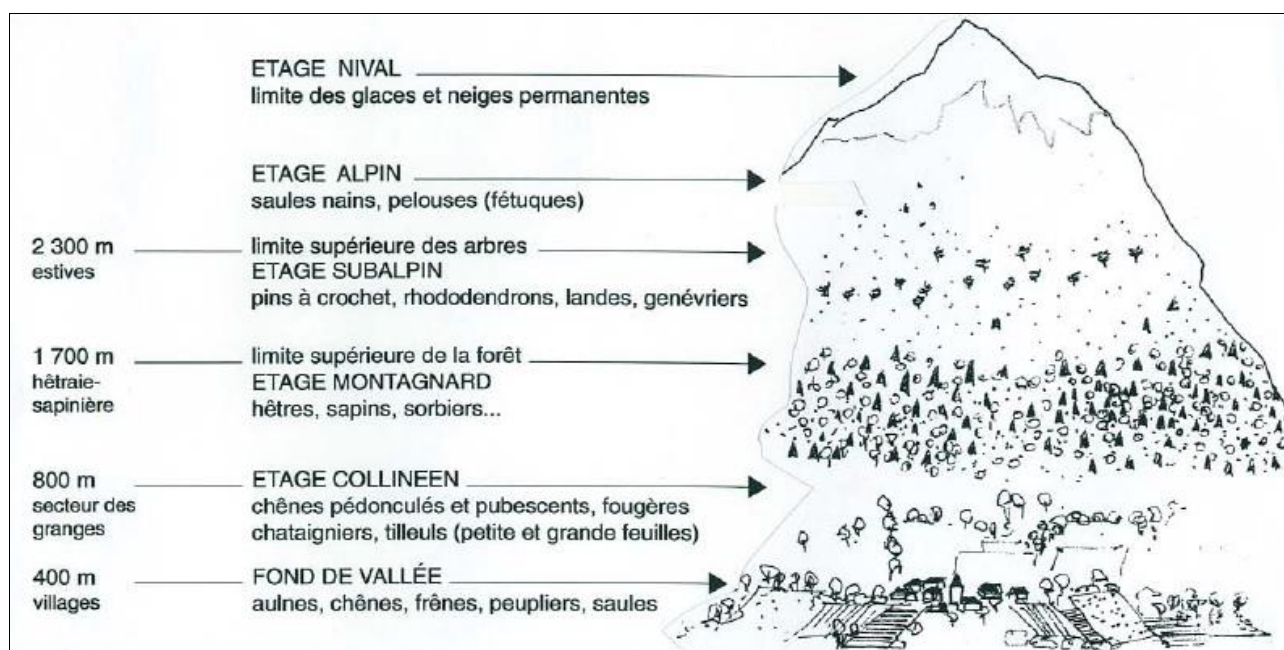 ETAGE NIVAL
limite des glaces et neiges permanentes
ETAGE ALPIN
saules nains, pelouses (fétuques)
2 300 m
estives
limite supérieure des arbres
ETAGE SUBALPIN
pins à crochet, rhododendrons, landes, genévriers
1 700 m
hêtraie-
sapinière
limite supérieure de la forêt
ETAGE MONTAGNARD
hêtres, sapins, sorbiers...
800 m
secteur des
granges
ETAGE COLLINEEN
chênes pédonculés et pubescents, fougères
chataigniers, tilleuls (petite et grande feuilles)
400 m
villages
FOND DE VALLÉE
aulnes, chênes, frênes, peupliers, saules